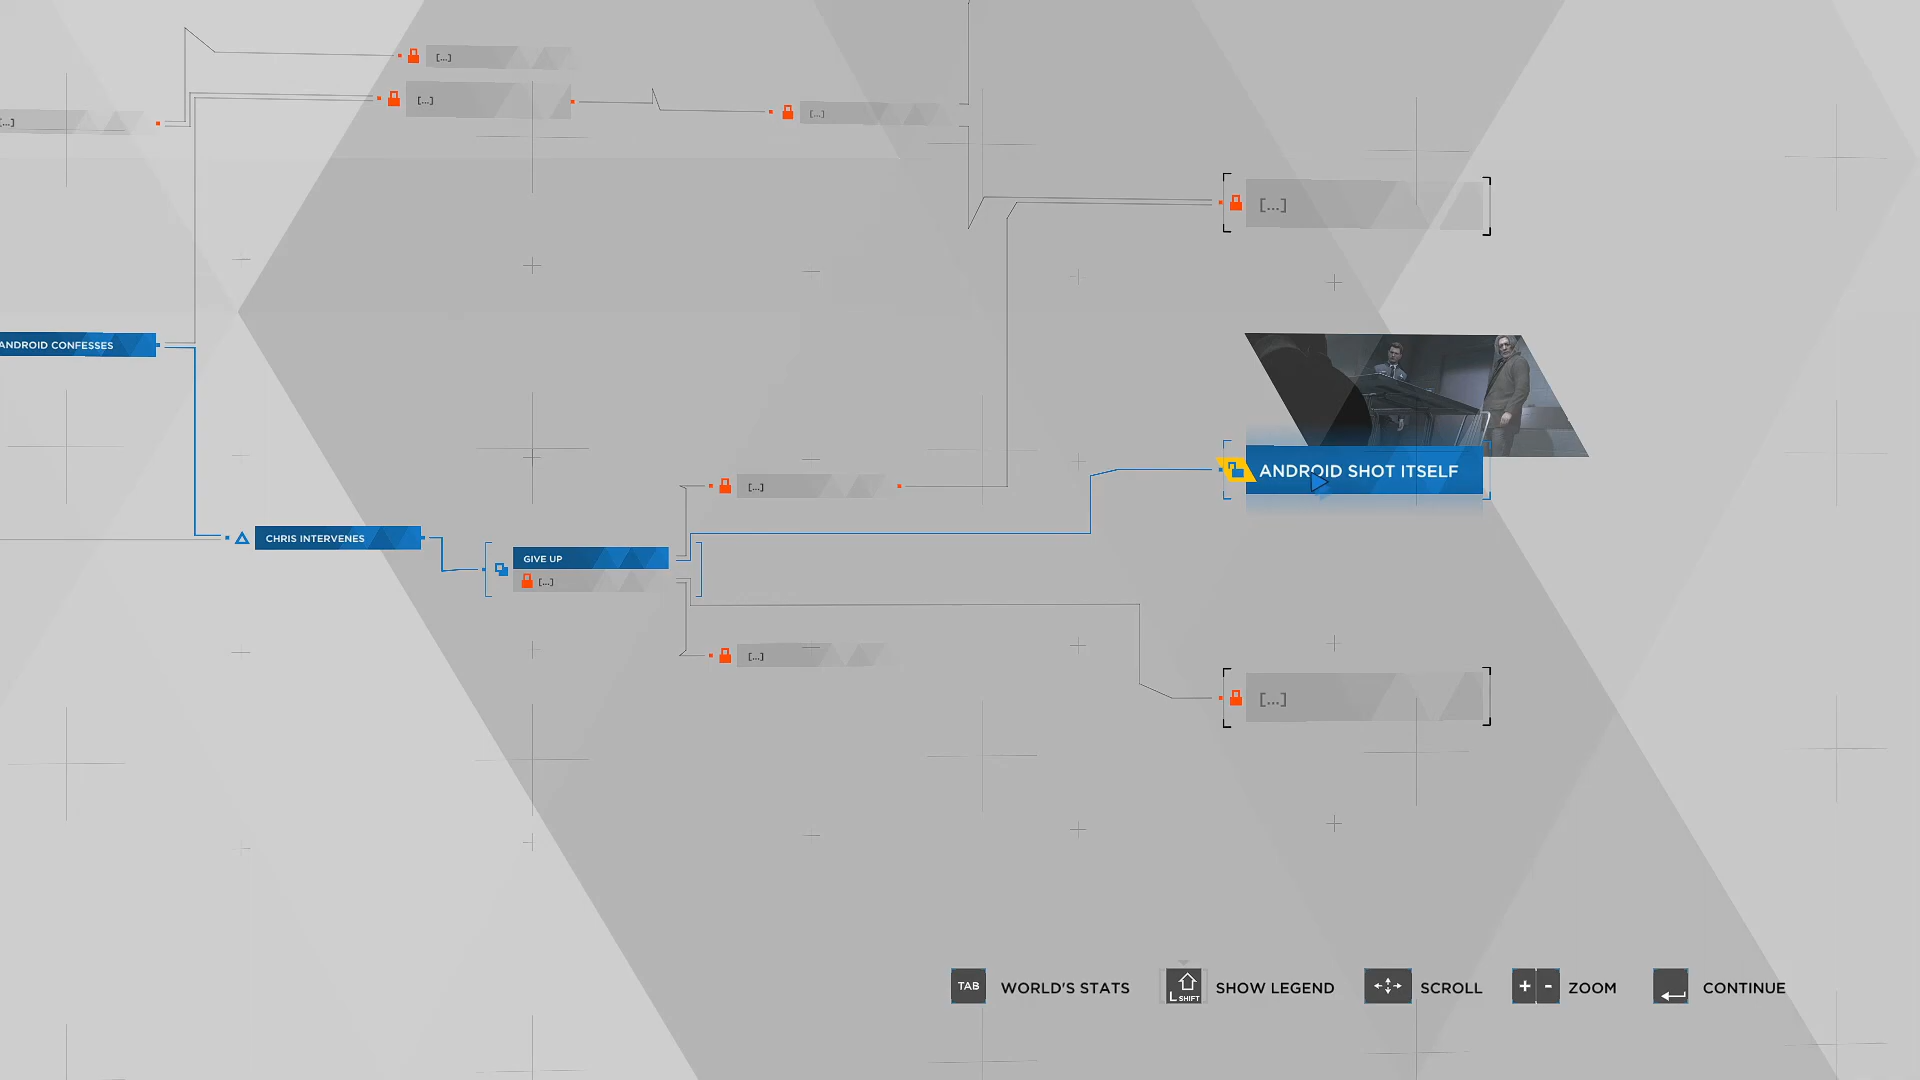 [...]
[...]
[...]
[...]
[...]
ANDROID CONFESSES
ANDROID SHOT ITSELF
[...]
CHRIS INTERVENES
GIVE UP
[...]
[...]
[...]
TAB WORLD'S STATS
L SHIFT SHOW LEGEND
SCROLL
+ - ZOOM
CONTINUE